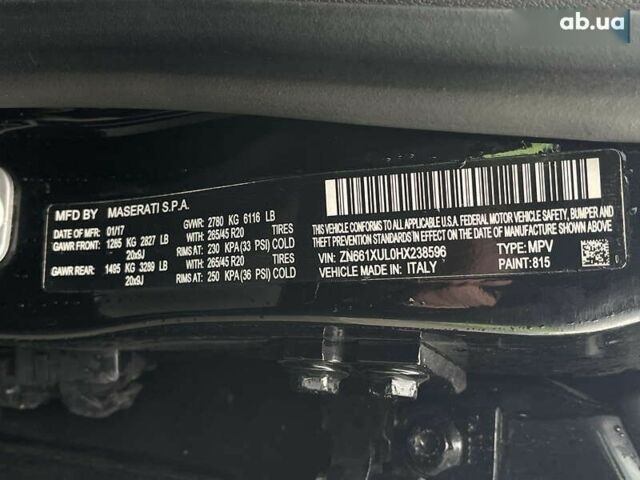 ab.ua
MFD BY MASERATI S.P.A.
DATE OF MFR: 01/17 GVWR: 2780 KG 6116 LB
GAWR FRONT: 1285 KG 2827 LB WITH: 265/45 R20 TIRES
20x9J RIMS AT: 230 KPA(33 PSI) COLD
GAWR REAR: 1495 KG 3289 LB WITH: 265/45 R20 TIRES
20x9J RIMS AT: 250 KPA(36 PSI) COLD
THIS VEHICLE CONFORMS TO ALL APPLICABLE U.S.A. FEDERAL MOTOR VEHICLE SAFETY, BUMPER AND
THEFT PREVENTION STANDARDS IN EFFECT ON THE DATE OF MANUFACTURE SHOWN ABOVE
VIN: ZN661XUL0HX238596 TYPE: MPV
VEHICLE MADE IN: ITALY PAINT: 815